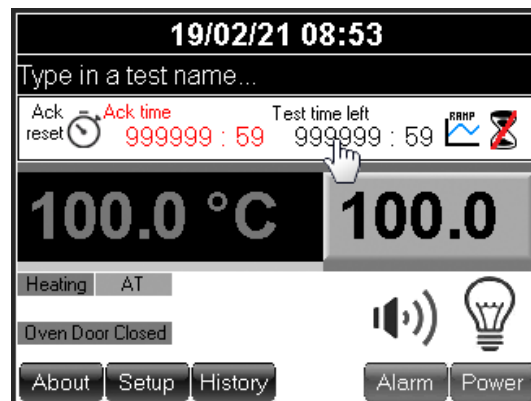 19/02/21 08:53
Type in a test name...
Ack reset Ack time 999999 : 59 Test time left 999999 : 59 RAMP
100.0 °C 100.0
Heating AT
Oven Door Closed
About Setup History Alarm Power